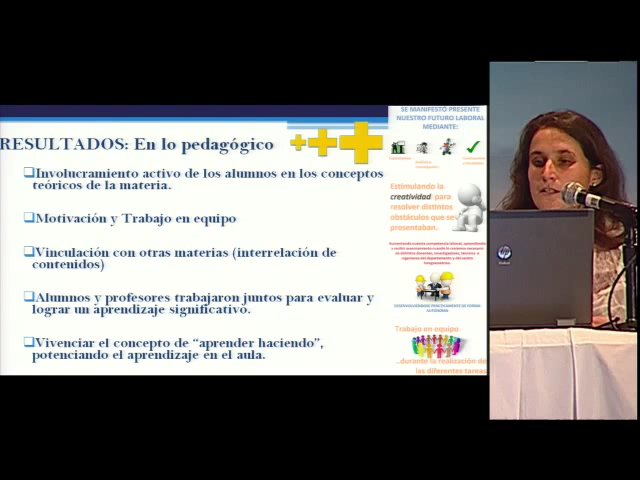 RESULTADOS: En lo pedagógico
Involucramiento activo de los alumnos en los conceptos
teóricos de la materia.
Motivación y Trabajo en equipo
Vinculación con otras materias (interrelación de
contenidos)
Alumnos y profesores trabajaron juntos para evaluar y
lograr un aprendizaje significativo.
Vivenciar el concepto de “aprender haciendo”,
potenciando el aprendizaje en el aula.
SE MANIFESTÓ PRESENTE
NUESTRO FUTURO LABORAL
MEDIANTE:
Estimulando la
creatividad para
resolver distintos
obstáculos que se
presentaban.
Trabajo en equipo
..durante la realización de
las diferentes tareas
hp